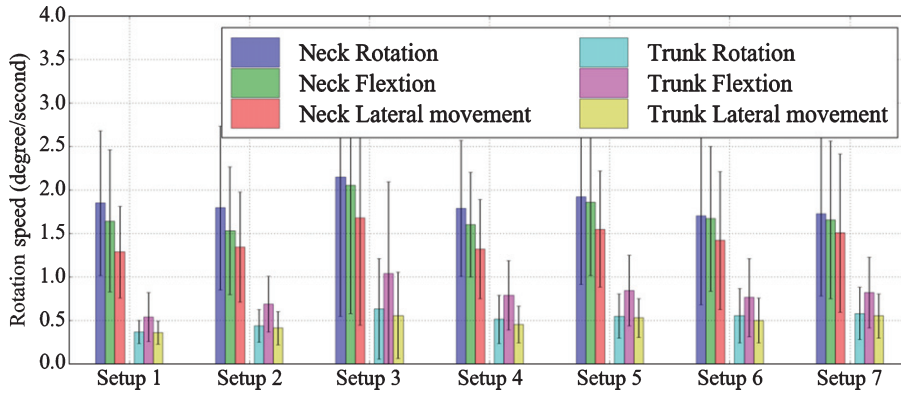 Rotation speed (degree/second)
4.0
3.5
3.0
2.5
2.0
1.5
1.0
0.5
0.0
Neck Rotation
Neck Flextion
Neck Lateral movement
Trunk Rotation
Trunk Flextion
Trunk Lateral movement
Setup 1 Setup 2 Setup 3 Setup 4 Setup 5 Setup 6 Setup 7